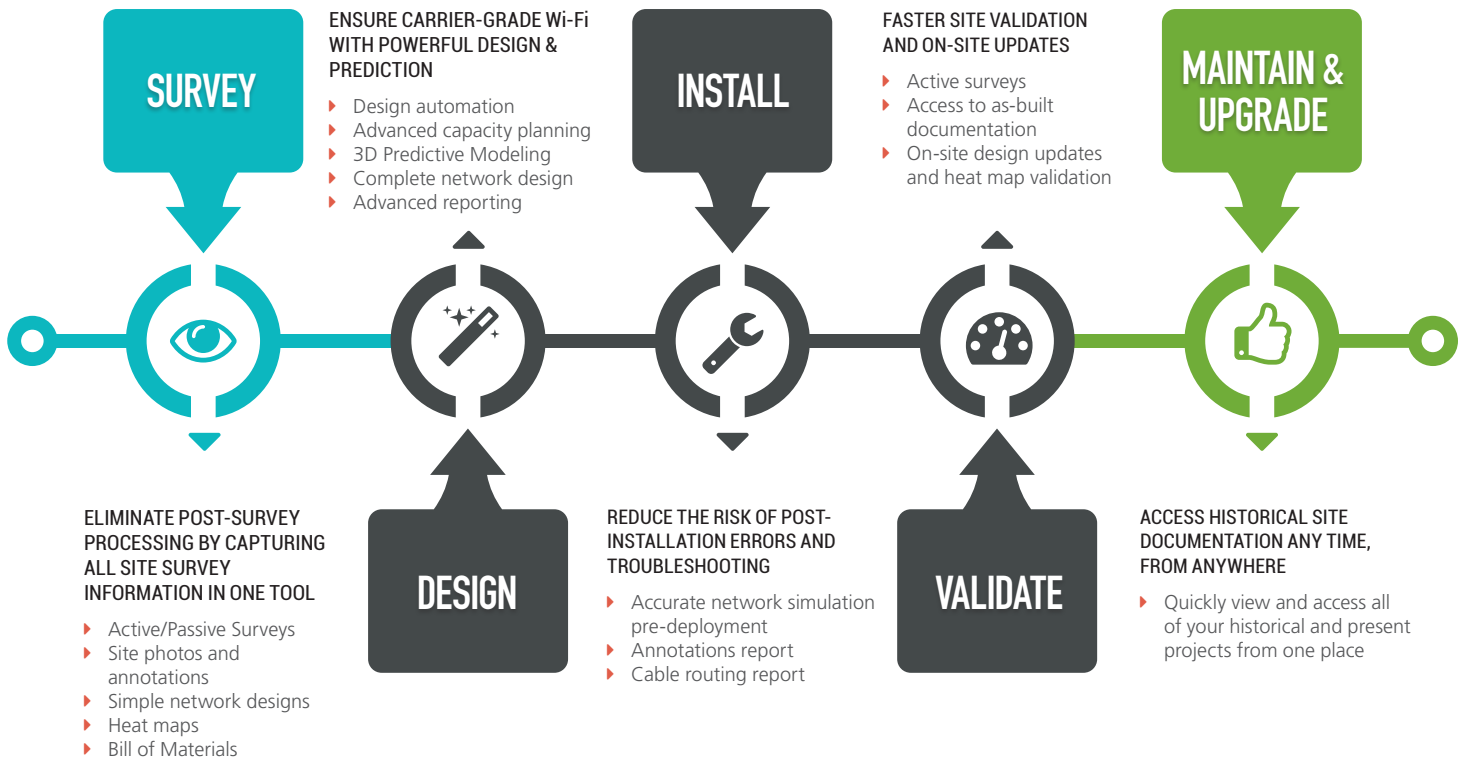 SURVEY
ELIMINATE POST-SURVEY
PROCESSING BY CAPTURING
ALL SITE SURVEY
INFORMATION IN ONE TOOL
Active/Passive Surveys
Site photos and
annotations
Simple network designs
Heat maps
Bill of Materials
ENSURE CARRIER-GRADE Wi-Fi
WITH POWERFUL DESIGN &
PREDICTION
Design automation
Advanced capacity planning
3D Predictive Modeling
Complete network design
Advanced reporting
DESIGN
INSTALL
REDUCE THE RISK OF POST-
INSTALLATION ERRORS AND
TROUBLESHOOTING
Accurate network simulation
pre-deployment
Annotations report
Cable routing report
FASTER SITE VALIDATION
AND ON-SITE UPDATES
Active surveys
Access to as-built
documentation
On-site design updates
and heat map validation
VALIDATE
MAINTAIN &
UPGRADE
ACCESS HISTORICAL SITE
DOCUMENTATION ANY TIME,
FROM ANYWHERE
Quickly view and access all
of your historical and present
projects from one place